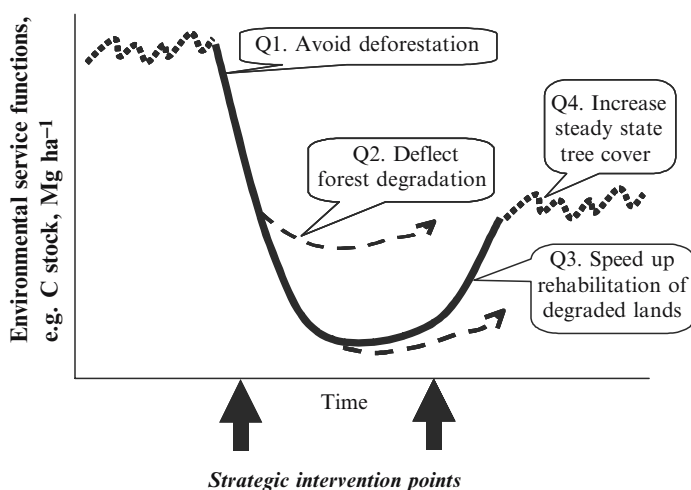 Environmental service functions,
e.g. C stock, Mg ha⁻¹
Q1. Avoid deforestation
Q2. Deflect
forest degradation
Q4. Increase
steady state
tree cover
Q3. Speed up
rehabilitation of
degraded lands
Time
Strategic intervention points